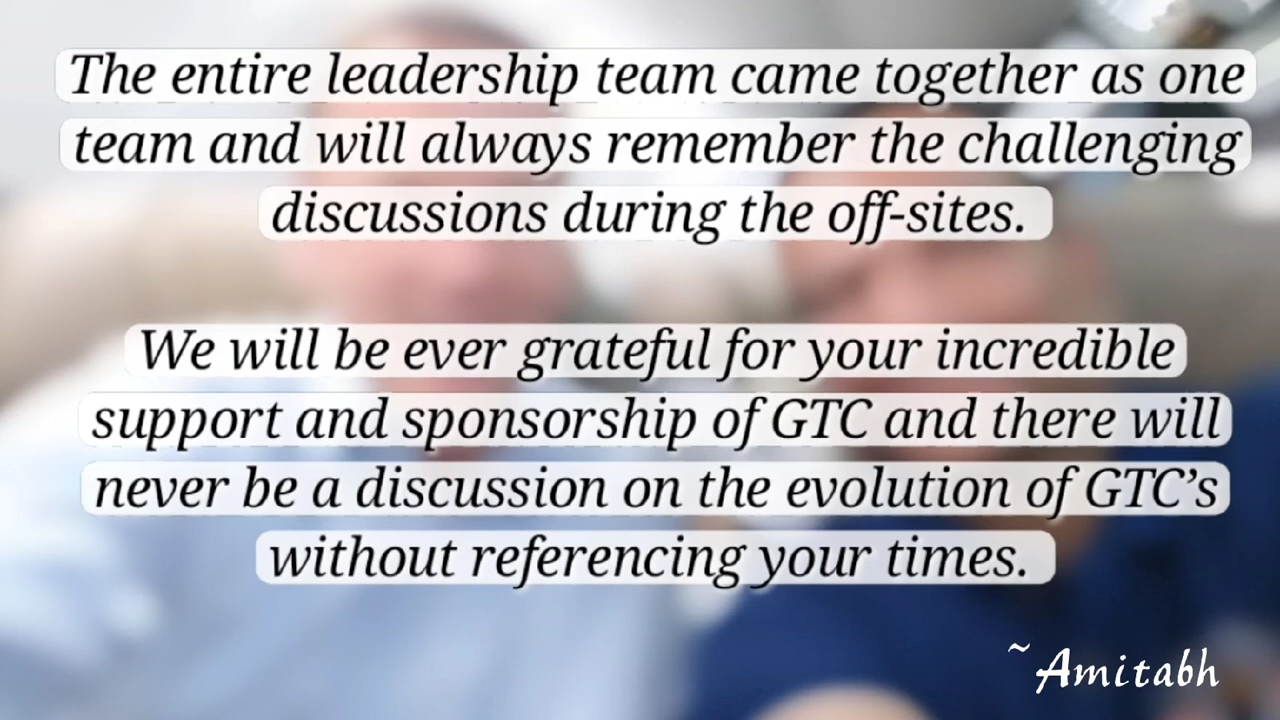 The entire leadership team came together as one
team and will always remember the challenging
discussions during the off-sites.
We will be ever grateful for your incredible
support and sponsorship of GTC and there will
never be a discussion on the evolution of GTC’s
without referencing your times.
~Amitabh